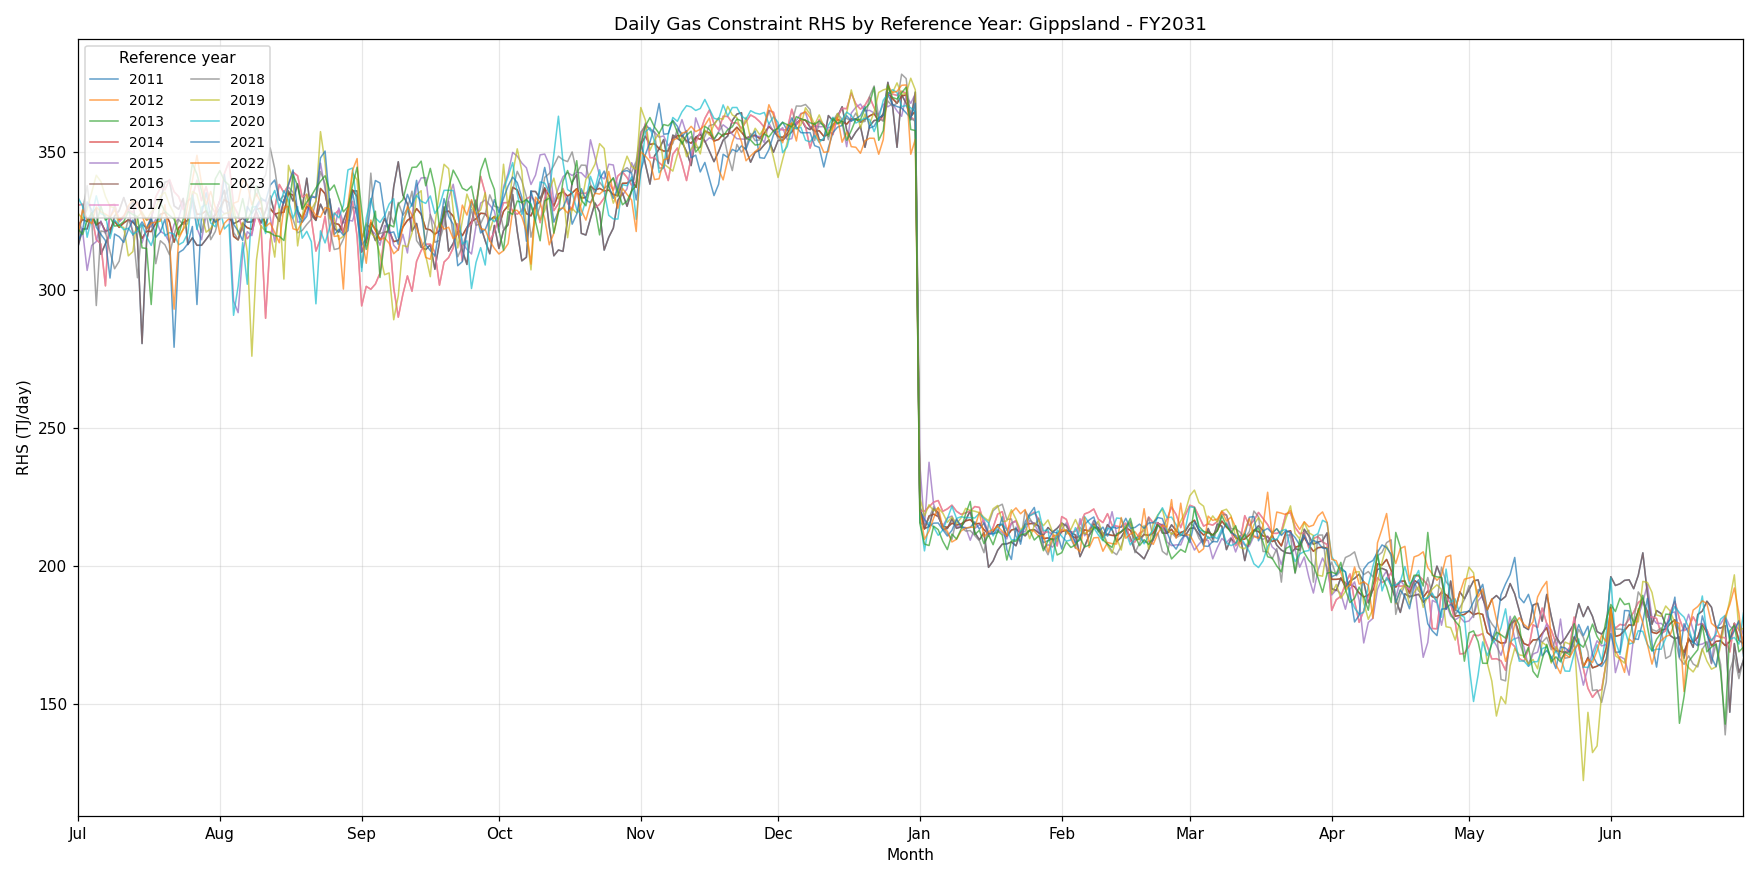 Daily Gas Constraint RHS by Reference Year: Gippsland - FY2031
Reference year
2011 2018
2012 2019
2013 2020
2014 2021
2015 2022
2016 2023
2017
RHS (TJ/day)
350
300
250
200
150
Jul Aug Sep Oct Nov Dec Jan Feb Mar Apr May Jun
Month